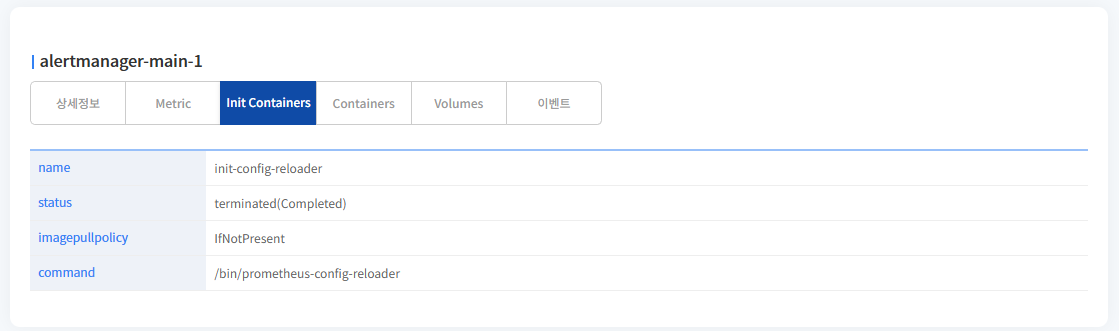 alertmanager-main-1
상세정보 Metric Init Containers Containers Volumes 이벤트
name init-config-reloader
status terminated(Completed)
imagepullpolicy IfNotPresent
command /bin/prometheus-config-reloader